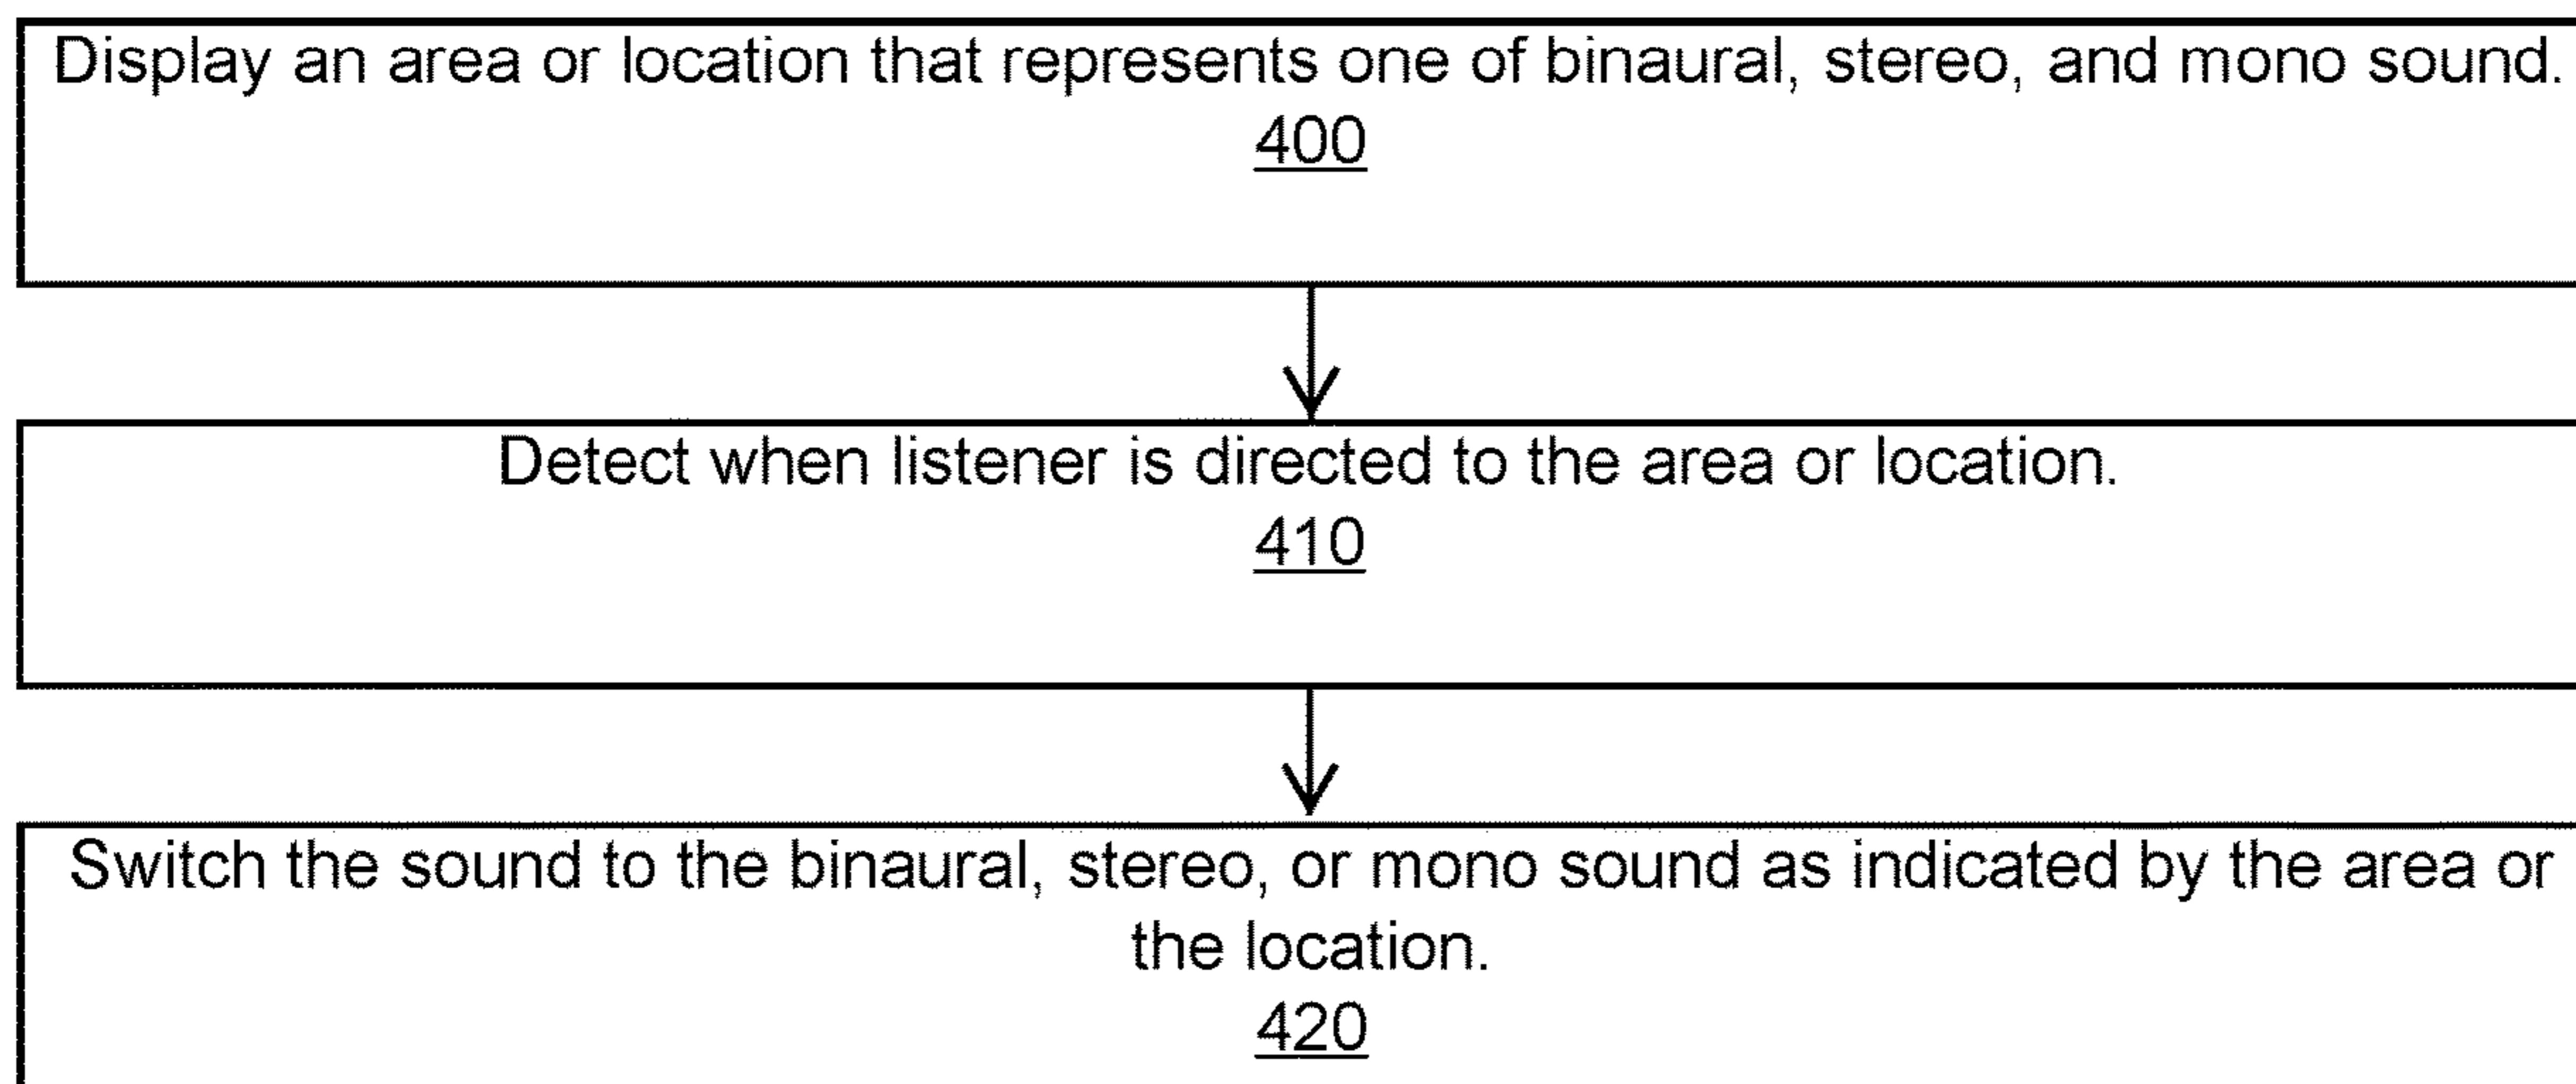 Display an area or location that represents one of binaural, stereo, and mono sound.
400
Detect when listener is directed to the area or location.
410
Switch the sound to the binaural, stereo, or mono sound as indicated by the area or
the location.
420